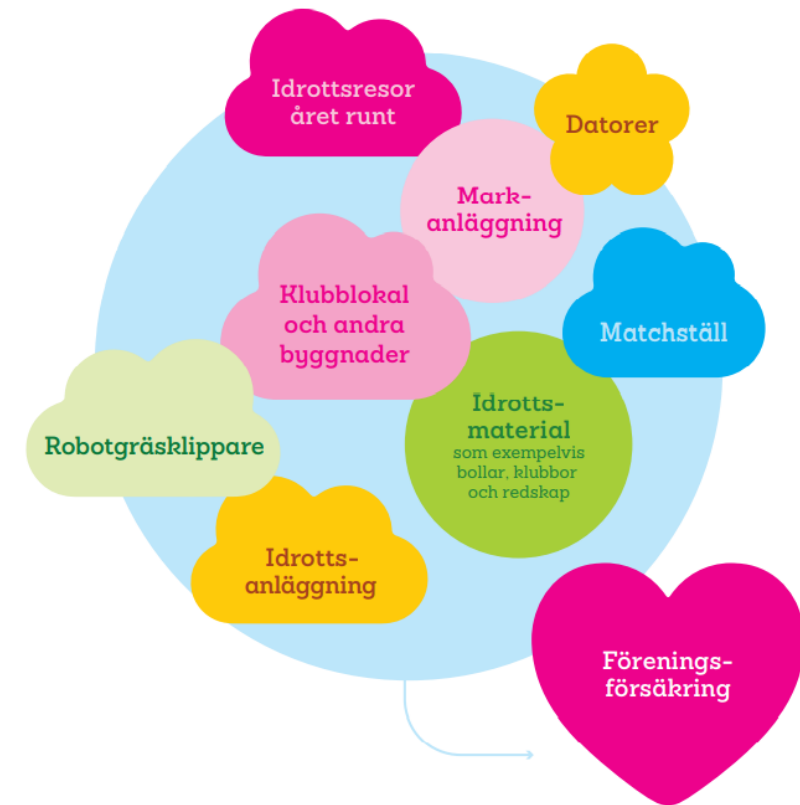 Idrottsresor
året runt
Datorer
Mark-
anläggning
Klubblokal
och andra
byggnader
Matchställ
Idrotts-
material
som exempelvis
bollar, klubbor
och redskap
Robotgräsklippare
Idrotts-
anläggning
Förenings-
försäkring